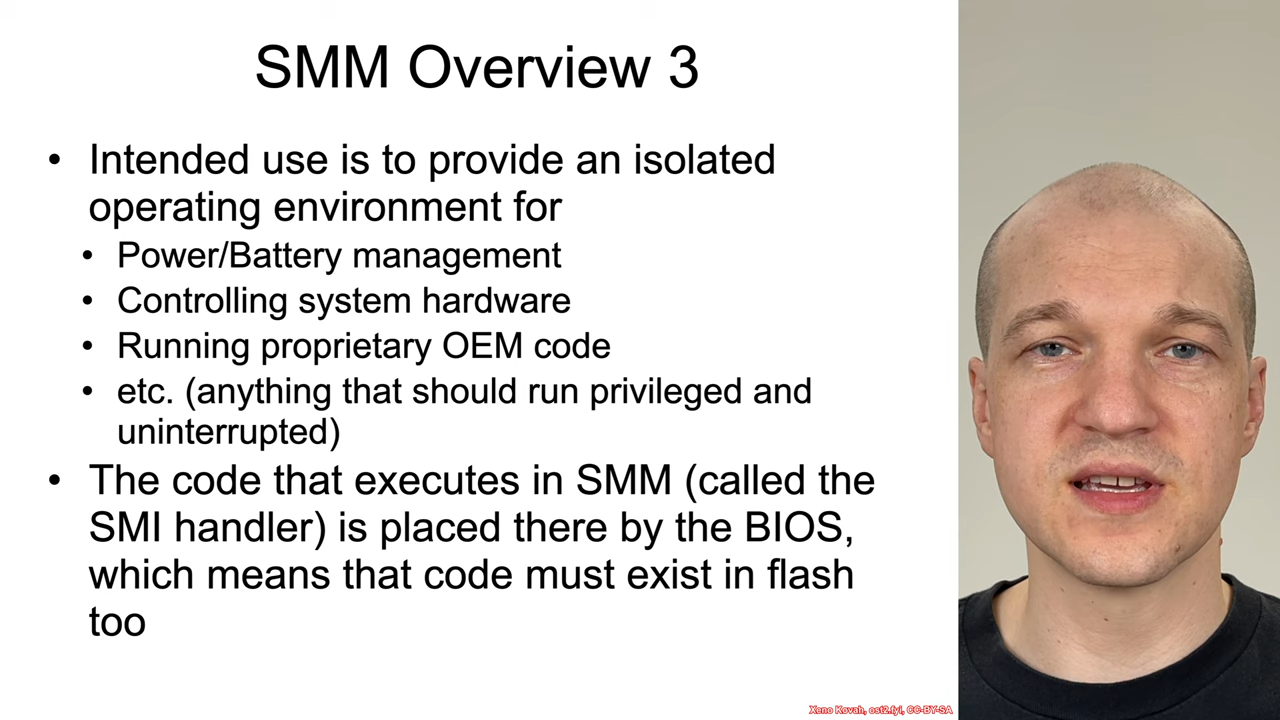 SMM Overview 3
• Intended use is to provide an isolated
operating environment for
• Power/Battery management
• Controlling system hardware
• Running proprietary OEM code
• etc. (anything that should run privileged and
uninterrupted)
• The code that executes in SMM (called the
SMI handler) is placed there by the BIOS,
which means that code must exist in flash
too
Xeno Kovah, ost2.fyi, CC-BY-SA